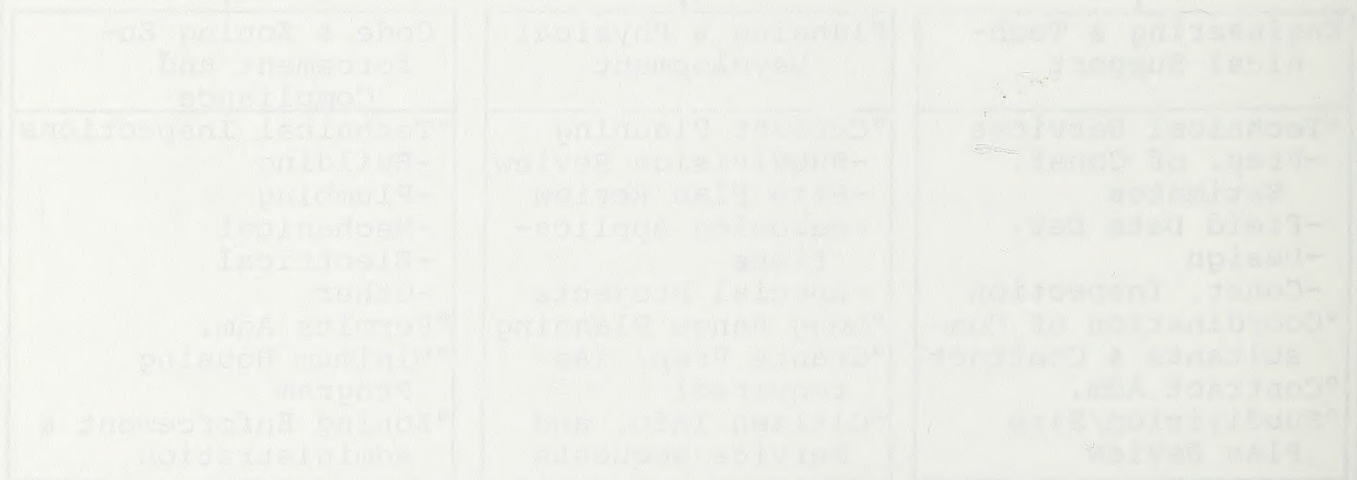 Engineering & Tech-
nical Support
°Technical Services
-Prep. of Const.
Estimates
-Field Data Dev.
-Design
-Const. Inspection
°Coordination of Con-
sultants & Contract
°Contract Adm.
°Subdivision/Site
Plan Review
Planning & Physical
Development
°Current Planning
-Subdivision Review
-Site Plan Review
Applica-
tions
-Special Projects
°Long Range Planning
°Grants Prep. (as
required)
°Citizen Info. and
Service Requests
Code & Zoning En-
forcement and
Compliance
°Technical Inspections
-Building
-Plumbing
-Mechanical
-Electrical
-Other
°Permits Adm.
°Minimum Housing
Program
°Zoning Enforcement &
administration